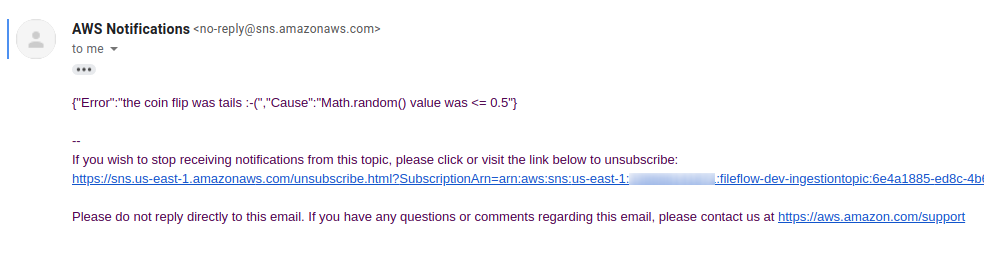 AWS Notifications <no-reply@sns.amazonaws.com>
to me
{"Error":"the coin flip was tails :-(","Cause":"Math.random() value was <= 0.5"}
--
If you wish to stop receiving notifications from this topic, please click or visit the link below to unsubscribe:
https://sns.us-east-1.amazonaws.com/unsubscribe.html?SubscriptionArn=arn:aws:sns:us-east-1: :fileflow-dev-ingestiontopic:6e4a1885-ed8c-4b6
Please do not reply directly to this email. If you have any questions or comments regarding this email, please contact us at https://aws.amazon.com/support